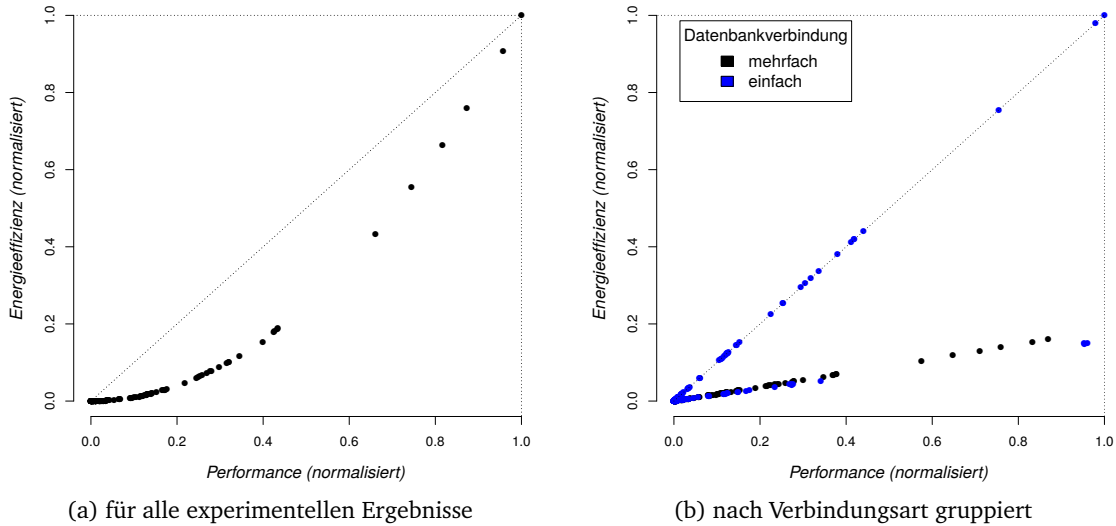 1.0
0.8
0.6
0.4
0.2
0.0
Energieeffizienz (normalisiert)
0.0 0.2 0.4 0.6 0.8 1.0
Performance (normalisiert)
(a) für alle experimentellen Ergebnisse
1.0
0.8
0.6
0.4
0.2
0.0
Energieeffizienz (normalisiert)
Datenbankverbindung
mehrfach
einfach
0.0 0.2 0.4 0.6 0.8 1.0
Performance (normalisiert)
(b) nach Verbindungsart gruppiert